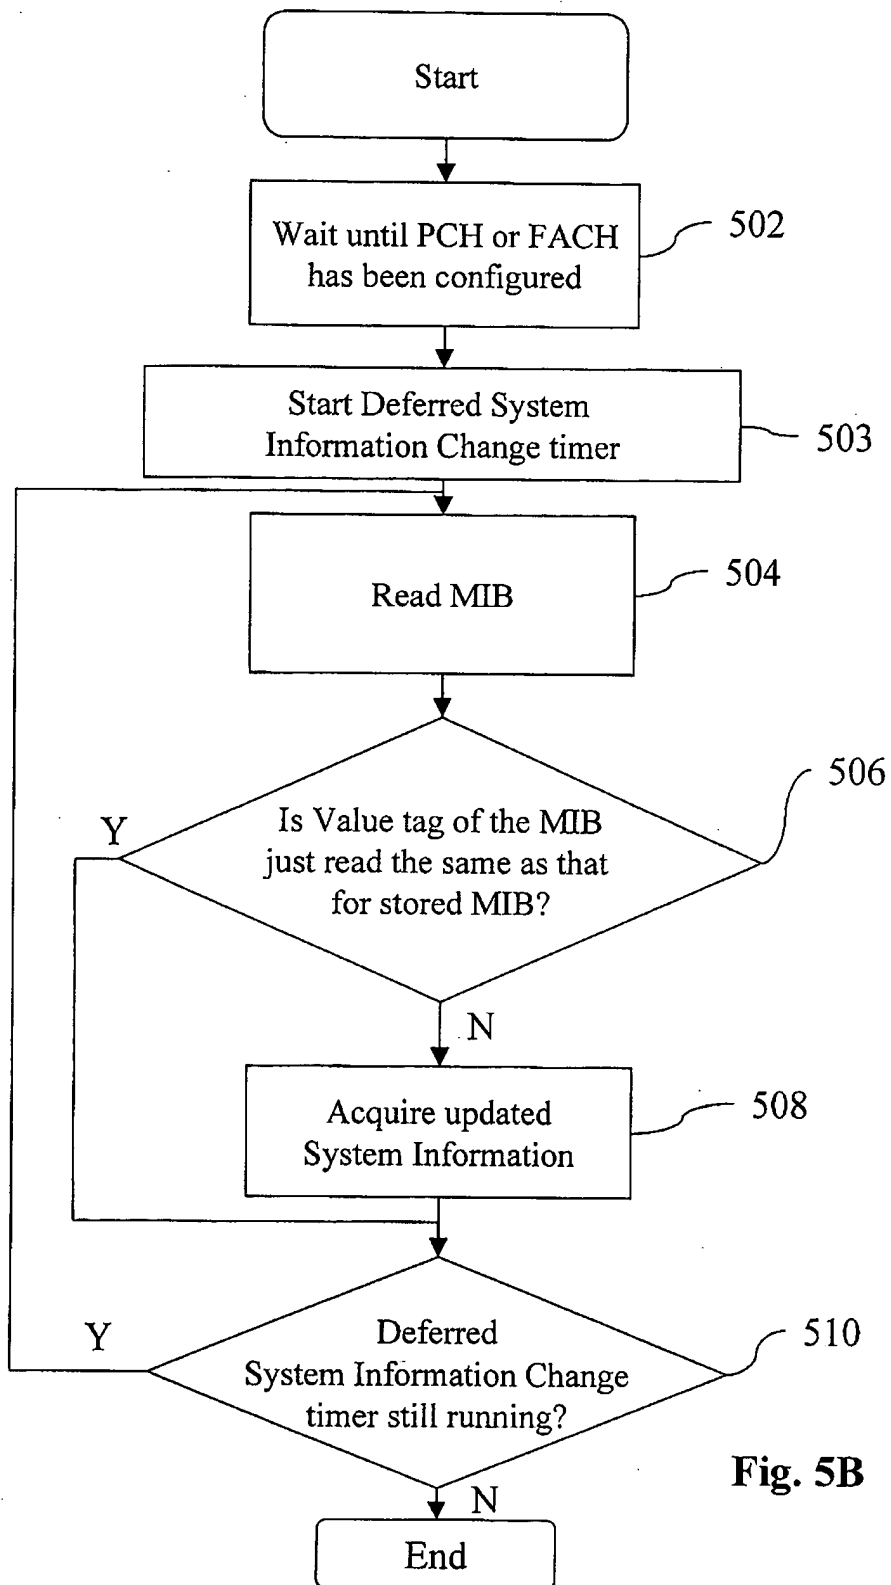 Start
Wait until PCH or FACH
has been configured
502
Start Deferred System
Information Change timer
503
Read MIB
504
Is Value tag of the MIB
just read the same as that
for stored MIB?
506
Y
N
Acquire updated
System Information
508
Deferred
System Information Change
timer still running?
510
Y
N
Fig. 5B
End